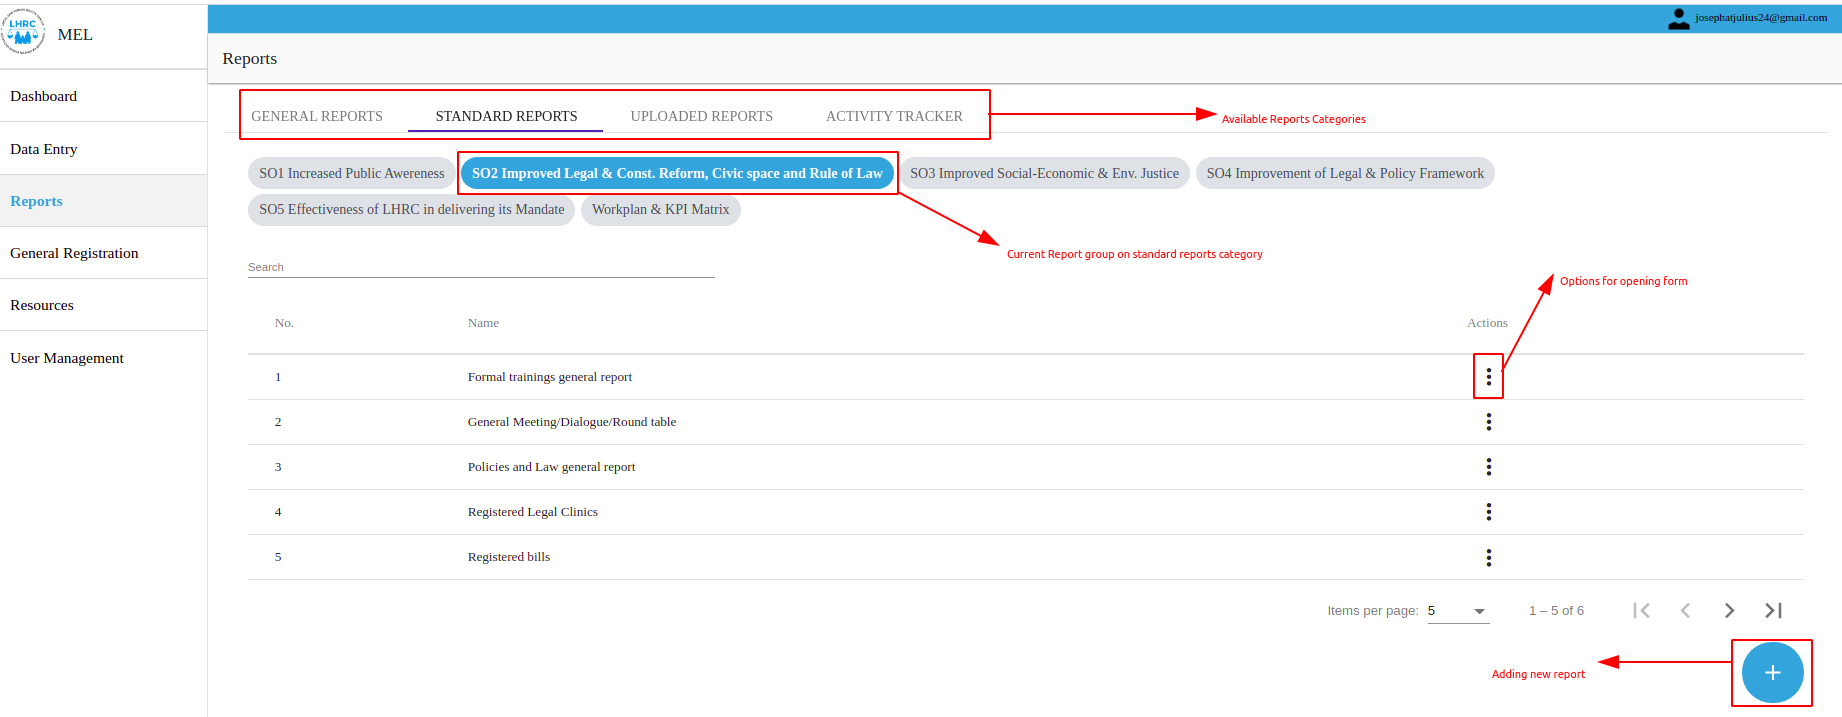 LHRC
MEL
josephatjulius24@gmail.com
Reports
Dashboard
Data Entry
Reports
General Registration
Resources
User Management
GENERAL REPORTS STANDARD REPORTS UPLOADED REPORTS ACTIVITY TRACKER
Available Reports Categories
SO1 Increased Public Awereness SO2 Improved Legal & Const. Reform, Civic space and Rule of Law SO3 Improved Social-Economic & Env. Justice SO4 Improvement of Legal & Policy Framework
SO5 Effectiveness of LHRC in delivering its Mandate Workplan & KPI Matrix
Current Report group on standard reports category
Search
Options for opening form
No. Name Actions
1 Formal trainings general report
2 General Meeting/Dialogue/Round table
3 Policies and Law general report
4 Registered Legal Clinics
5 Registered bills
Items per page: 5 1 – 5 of 6
Adding new report